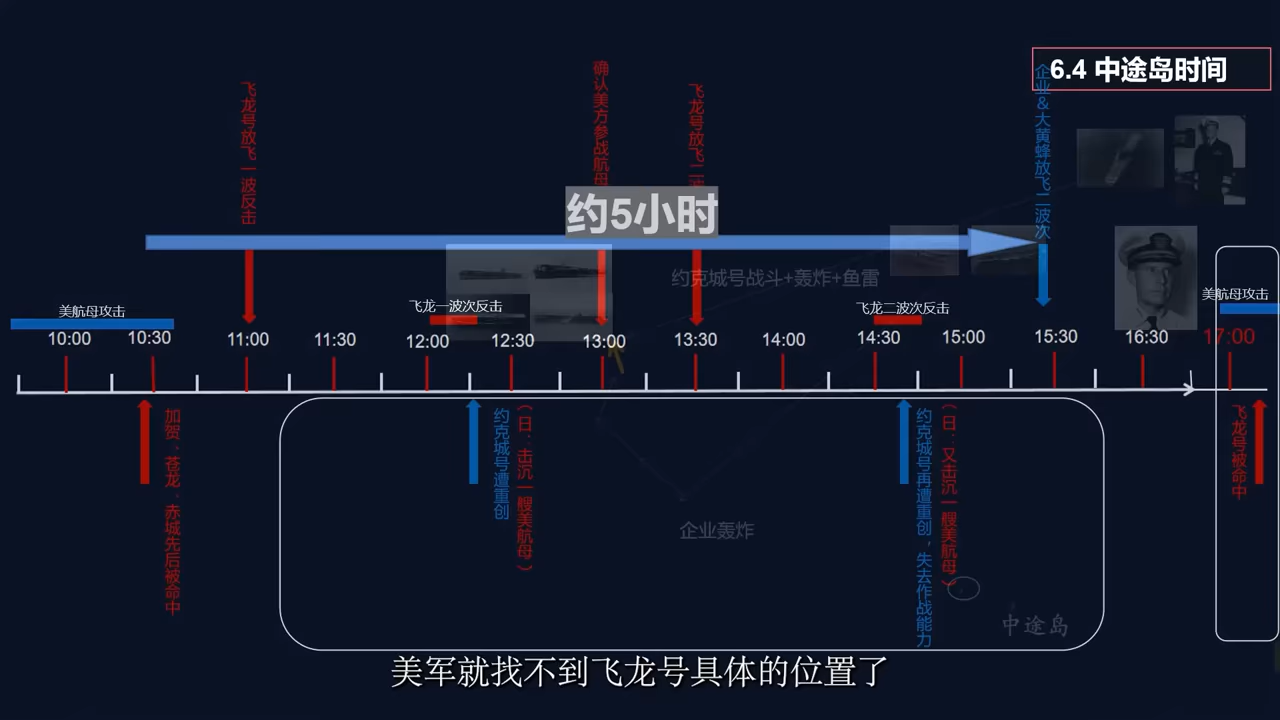 6.4 中途岛时间
飞龙号放飞一波反击
确认美方参战航母
飞龙号放飞二波
企业&大黄蜂放飞二波次
约5小时
约克城号战斗+轰炸+鱼雷
美航母攻击
飞龙一波次反击
飞龙二波次反击
美航母攻击
10:00 10:30 11:00 11:30 12:00 12:30 13:00 13:30 14:00 14:30 15:00 15:30 16:30 17:00
加贺、苍龙、赤城先后被命中
约克城号遭重创
（日：击沉一艘美航母）
约克城号再遭重创，失去作战能力
（日：又击沉一艘美航母）
飞龙号被命中
企业轰炸
中途岛
美军就找不到飞龙号具体的位置了